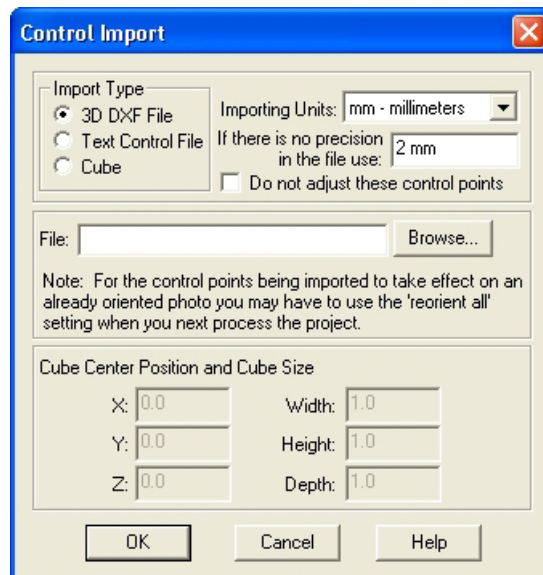 Control Import
Import Type
3D DXF File
Text Control File
Cube
Importing Units: mm - millimeters
If there is no precision
in the file use: 2 mm
Do not adjust these control points
File: Browse...
Note: For the control points being imported to take effect on an
already oriented photo you may have to use the 'reorient all'
setting when you next process the project.
Cube Center Position and Cube Size
X: 0.0 Width: 1.0
Y: 0.0 Height: 1.0
Z: 0.0 Depth: 1.0
OK Cancel Help